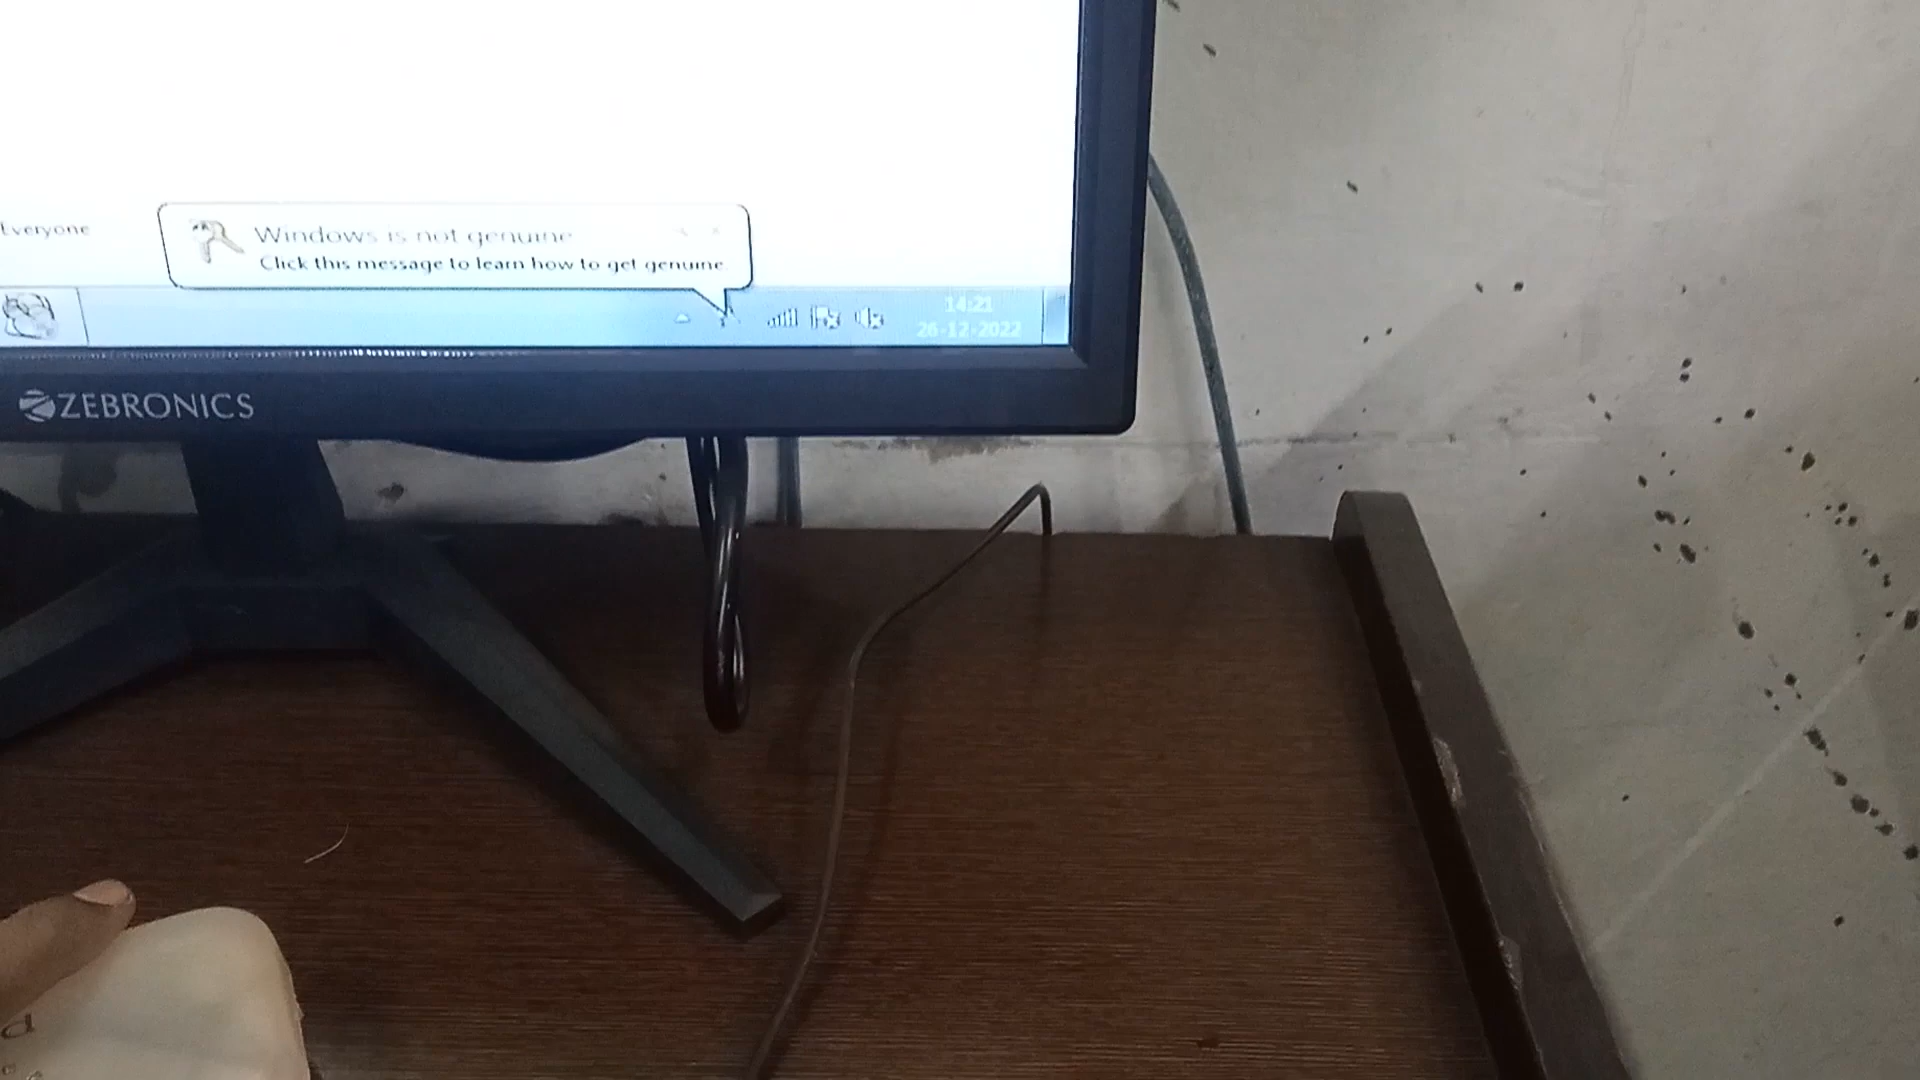 Everyone
Windows is not genuine
Click this message to learn how to get genuine
14:21
26-12-2022
ZEBRONICS
d